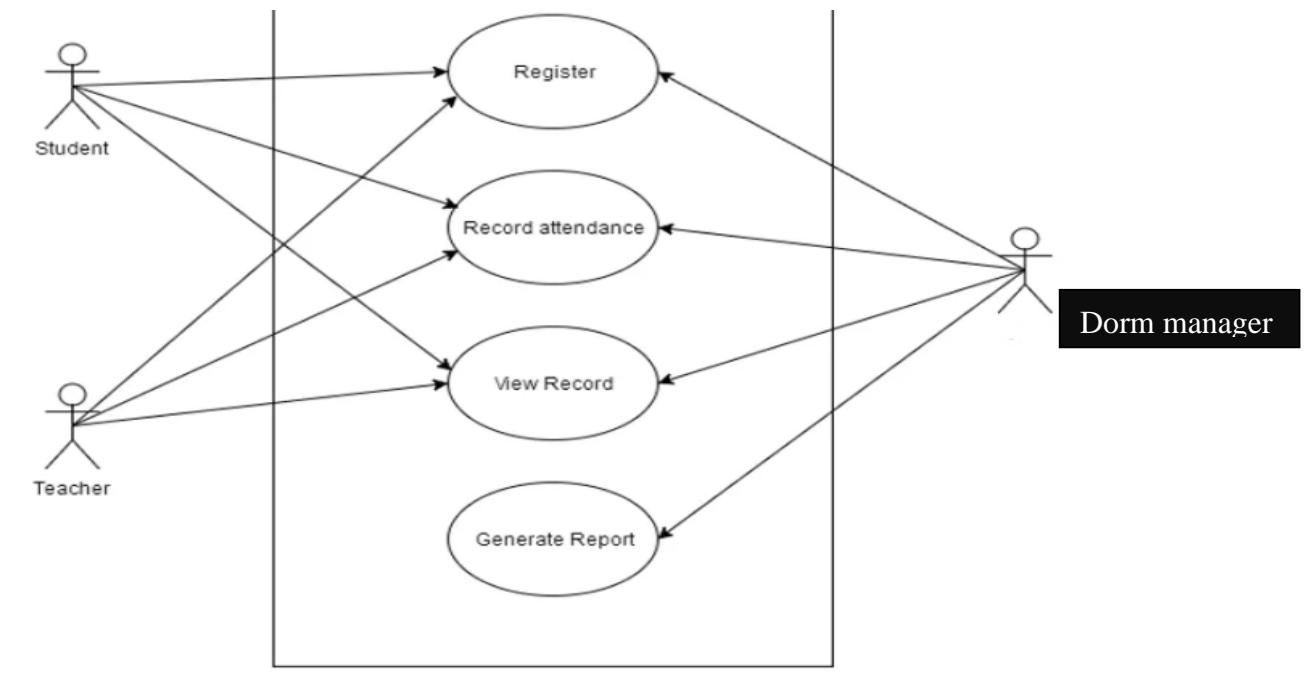 Register
Student
Record attendance
Dorm manager
View Record
Teacher
Generate Report